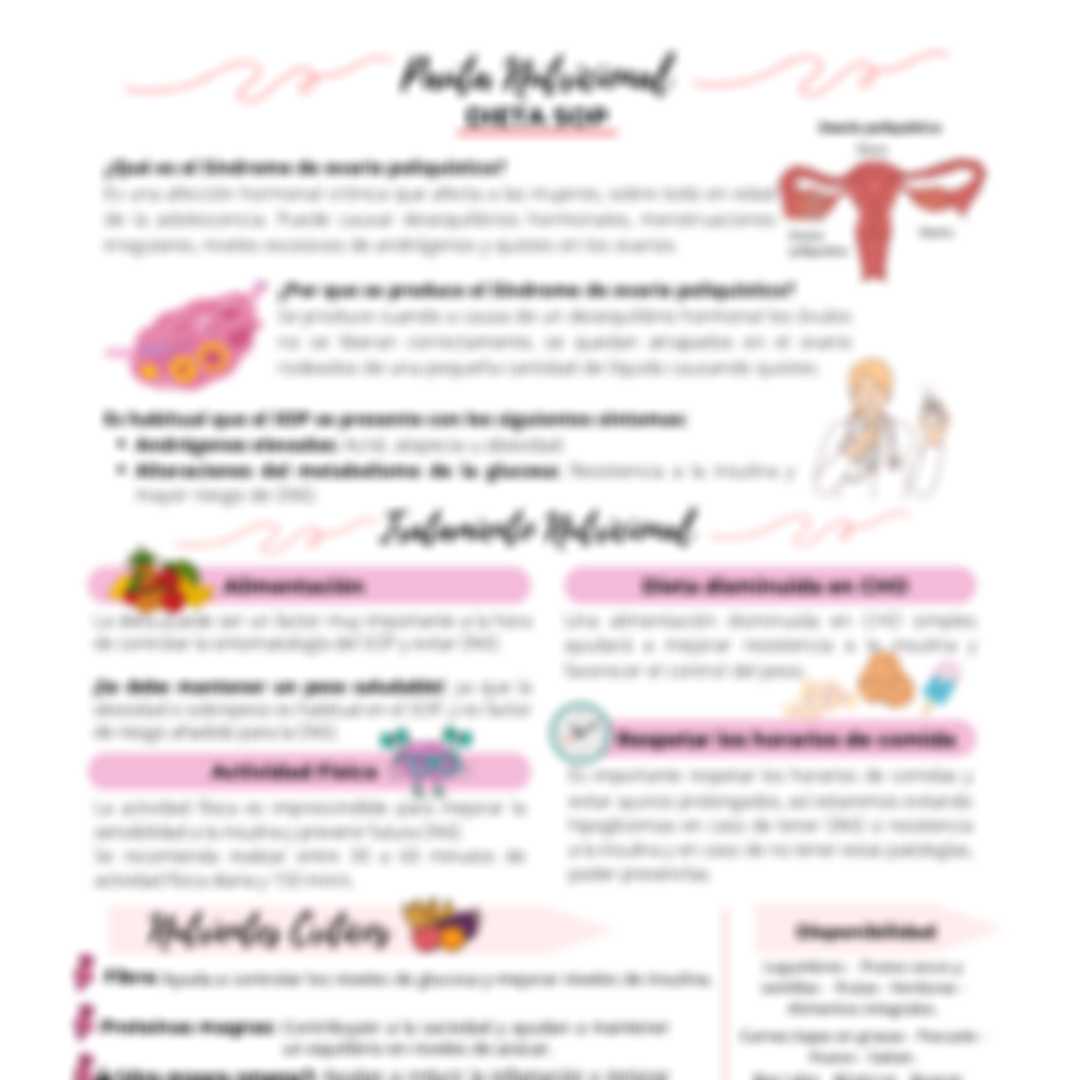 Pauta Nutricional
DIETA SOP
Ovario poliquístico
¿Qué es el Síndrome de ovario poliquístico?
Es una afección hormonal crónica que afecta a las mujeres, sobre todo en edad
de la adolescencia. Puede causar desequilibrios hormonales, menstruaciones
irregulares, niveles excesivos de andrógenos y quistes en los ovarios.
Ovario
poliquístico
¿Por que se produce el Síndrome de ovario poliquístico?
Se produce cuando a causa de un desequilibrio hormonal los óvulos
no se liberan correctamente, se quedan atrapados en el ovario
rodeados de una pequeña cantidad de líquido causando quistes.
Es habitual que el SOP se presente con los siguientes síntomas:
Andrógenos elevados: Acné, alopecia u obesidad.
Alteraciones del metabolismo de la glucosa: Resistencia a la insulina y
mayor riesgo de DM2.
Tratamiento Nutricional
Alimentación
La dieta puede ser un factor muy importante a la hora
de controlar la sintomatología del SOP y evitar DM2.
¡Se debe mantener un peso saludable! ya que la
obesidad o sobrepeso es habitual en el SOP, y es factor
de riesgo añadido para la DM2.
Actividad Física
La actividad física es imprescindible para mejorar la
sensibilidad a la insulina y prevenir futura DM2.
Se recomienda realizar entre 30 a 60 minutos de
actividad física diaria y
Dieta disminuida en CHO
Una alimentación disminuida en CHO simples
ayudará a mejorar resistencia a la insulina y
favorecer el control del peso.
Respetar los horarios de comida
Es importante respetar los horarios de comidas y
evitar ayunos prolongados, así estaremos evitando
hipoglicemias en caso de tener DM2 o resistencia
a la insulina y en caso de no tener estas patologías,
poder prevenirlas.
Nutrientes Críticos
Fibra: Ayuda a controlar los niveles de glucosa y mejorar niveles de insulina.
Proteínas magras: Contribuyen a la saciedad y ayudan a mantener
un equilibrio en niveles de azúcar.
Ayudan a reducir la inflamación y
Disponibilidad
Legumbres - Frutos secos y
semillas - Frutas - Verduras -
Alimentos integrales.
Carnes bajas en grasas - Pescado -
Huevo -